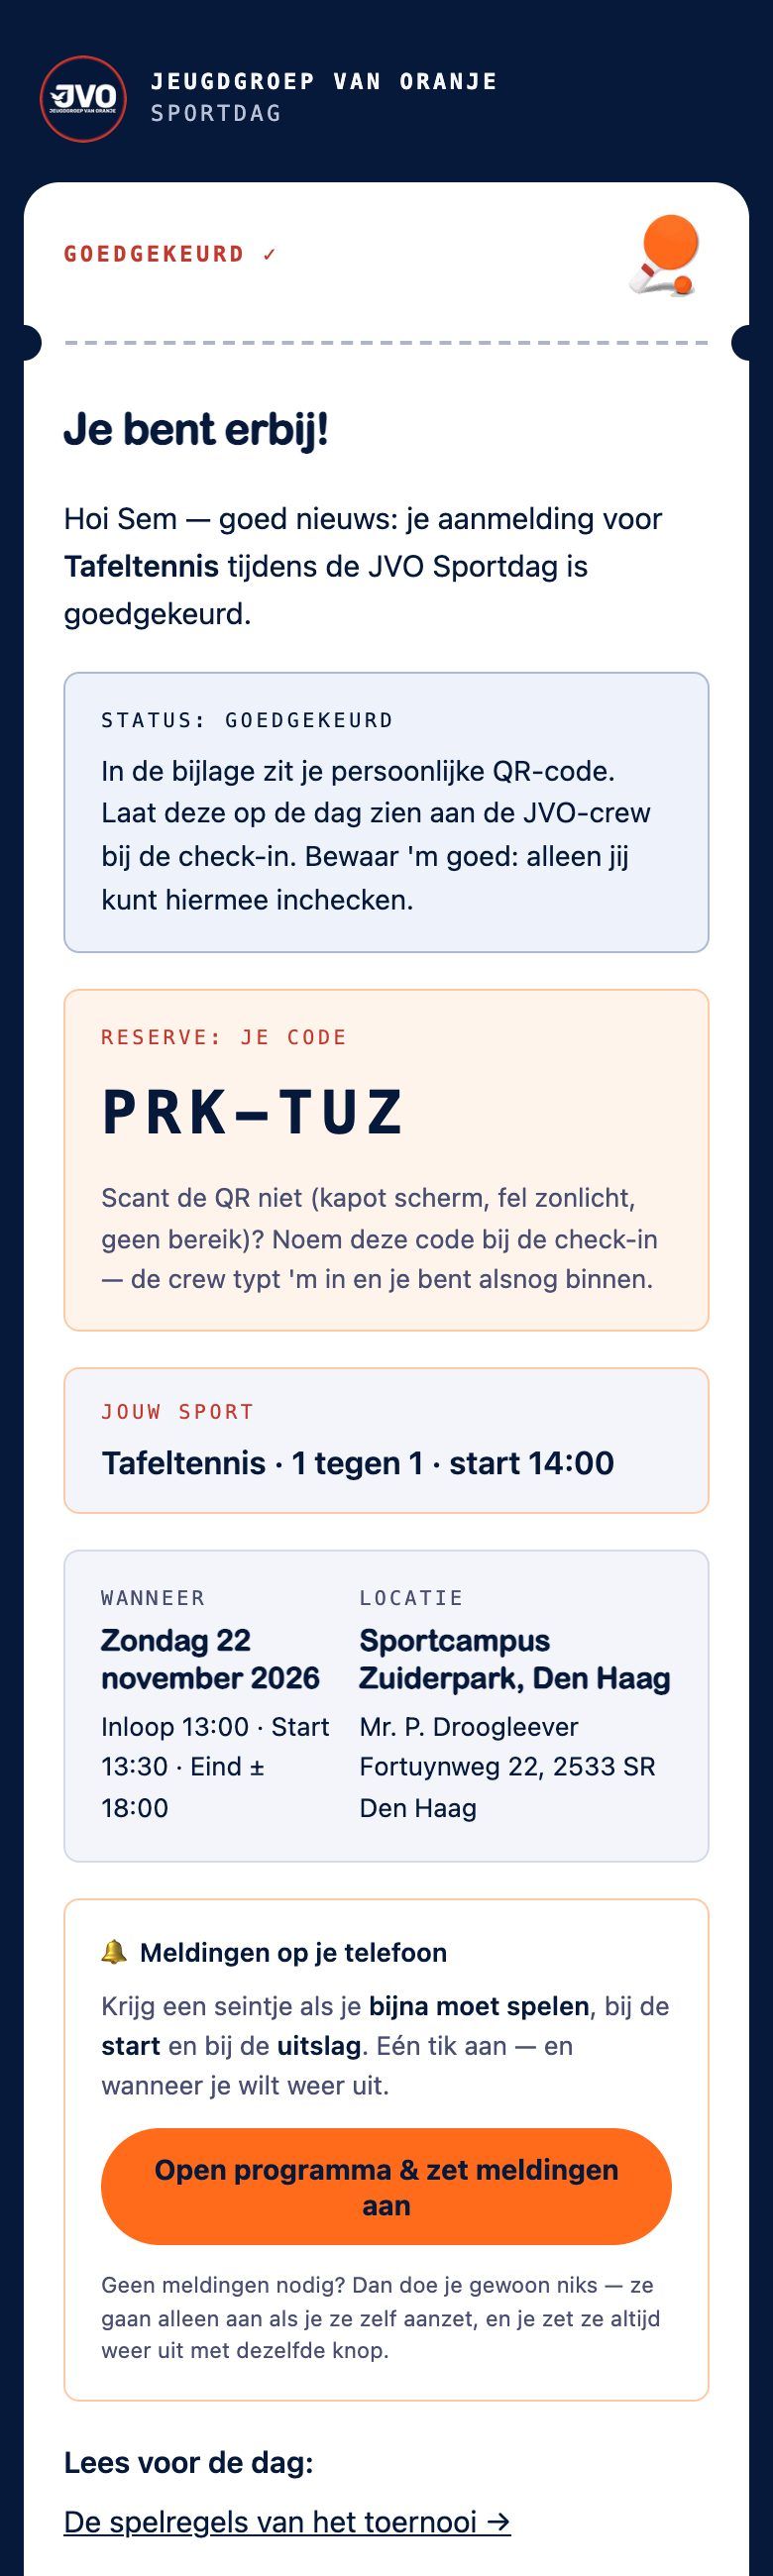 JVO
JEUGDGROEP VAN ORANJE
JEUGDGROEP VAN ORANJE
SPORTDAG
GOEDGEKEURD ✓
Je bent erbij!
Hoi Sem — goed nieuws: je aanmelding voor
Tafeltennis tijdens de JVO Sportdag is
goedgekeurd.
STATUS: GOEDGEKEURD
In de bijlage zit je persoonlijke QR-code.
Laat deze op de dag zien aan de JVO-crew
bij de check-in. Bewaar 'm goed: alleen jij
kunt hiermee inchecken.
RESERVE: JE CODE
PRK–TUZ
Scant de QR niet (kapot scherm, fel zonlicht,
geen bereik)? Noem deze code bij de check-in
— de crew typt 'm in en je bent alsnog binnen.
JOUW SPORT
Tafeltennis · 1 tegen 1 · start 14:00
WANNEER
Zondag 22
november 2026
Inloop 13:00 · Start
13:30 · Eind ±
18:00
LOCATIE
Sportcampus
Zuiderpark, Den Haag
Mr. P. Droogleever
Fortuynweg 22, 2533 SR
Den Haag
🔔 Meldingen op je telefoon
Krijg een seintje als je bijna moet spelen, bij de
start en bij de uitslag. Eén tik aan — en
wanneer je wilt weer uit.
Open programma & zet meldingen
aan
Geen meldingen nodig? Dan doe je gewoon niks — ze
gaan alleen aan als je ze zelf aanzet, en je zet ze altijd
weer uit met dezelfde knop.
Lees voor de dag:
De spelregels van het toernooi →